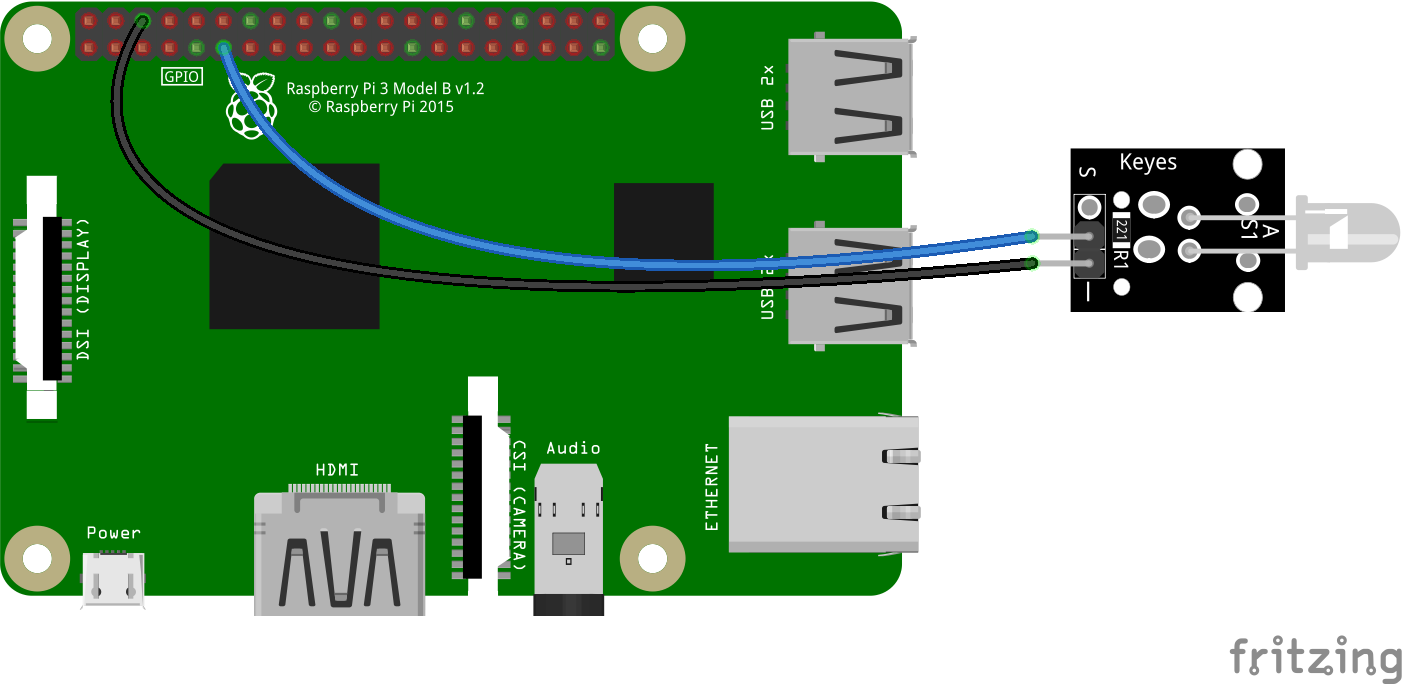 GPIO
Raspberry Pi 3 Model B v1.2
© Raspberry Pi 2015
USB 2x
USB 2x
DSI (DISPLAY)
HDMI
CSI (CAMERA)
Audio
ETHERNET
Power
Keyes
S
221
R1
S1
A
fritzing